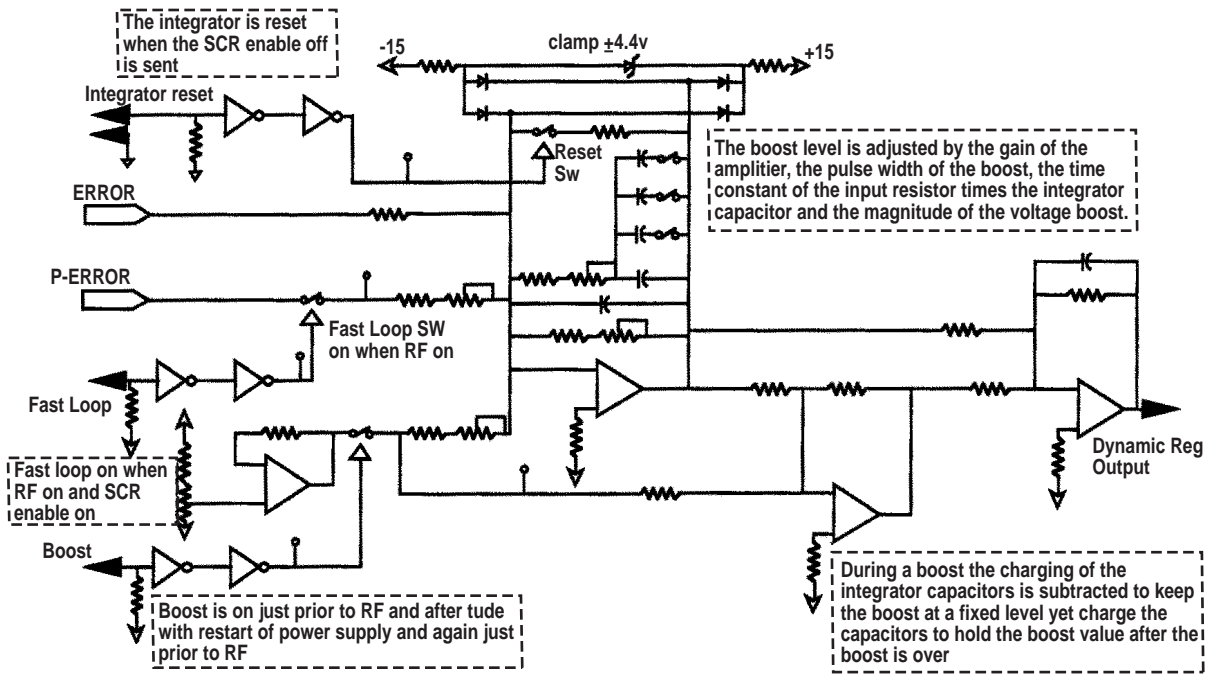 The integrator is reset
when the SCR enable off
is sent
-15
clamp ±4.4v
+15
Integrator reset
Reset
Sw
The boost level is adjusted by the gain of the
amplitier, the pulse width of the boost, the time
constant of the input resistor times the integrator
capacitor and the magnitude of the voltage boost.
ERROR
P-ERROR
Fast Loop SW
on when RF on
Fast Loop
Dynamic Reg
Output
Fast loop on when
RF on and SCR
enable on
Boost
Boost is on just prior to RF and after tude
with restart of power supply and again just
prior to RF
During a boost the charging of the
integrator capacitors is subtracted to keep
the boost at a fixed level yet charge the
capacitors to hold the boost value after the
boost is over